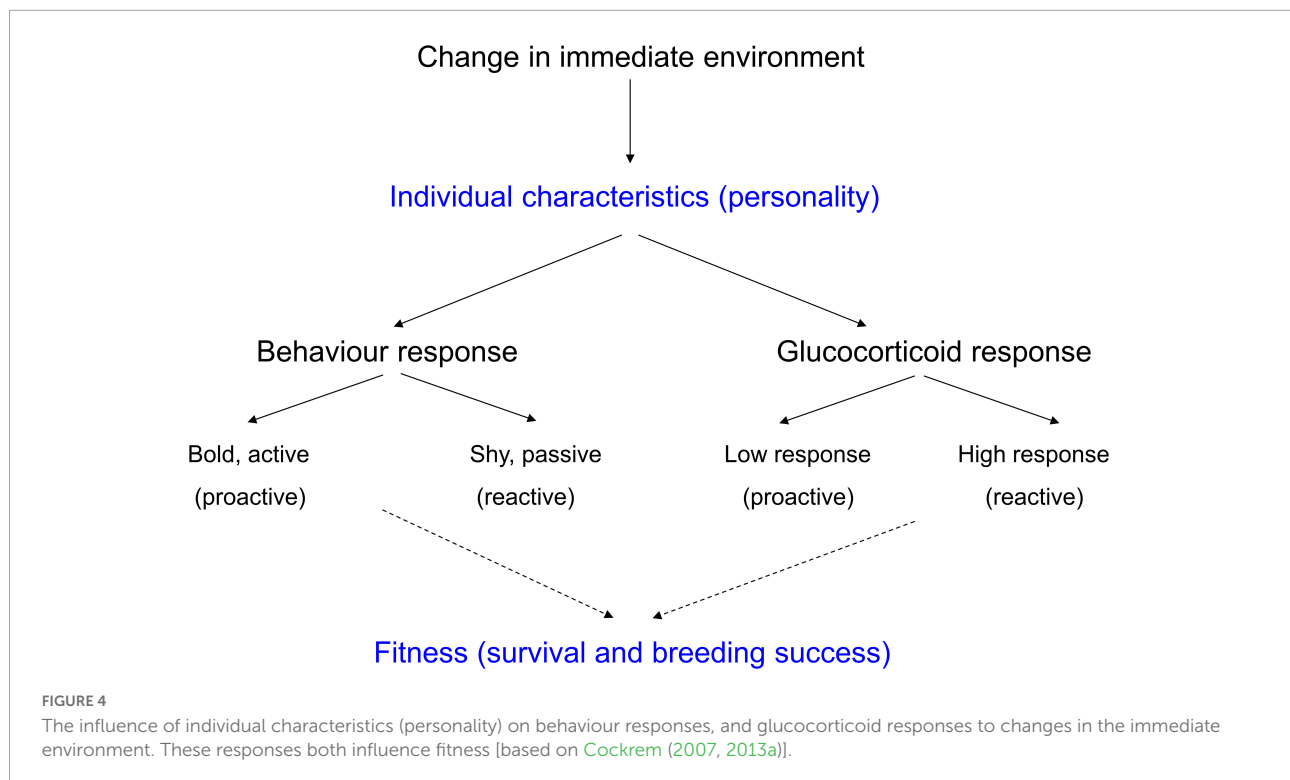 Change in immediate environment
Individual characteristics (personality)
Behaviour response
Glucocorticoid response
Bold, active
(proactive)
Shy, passive
(reactive)
Low response
(proactive)
High response
(reactive)
Fitness (survival and breeding success)
FIGURE 4
The influence of individual characteristics (personality) on behaviour responses, and glucocorticoid responses to changes in the immediate
environment. These responses both influence fitness [based on Cockrem (2007, 2013a)].